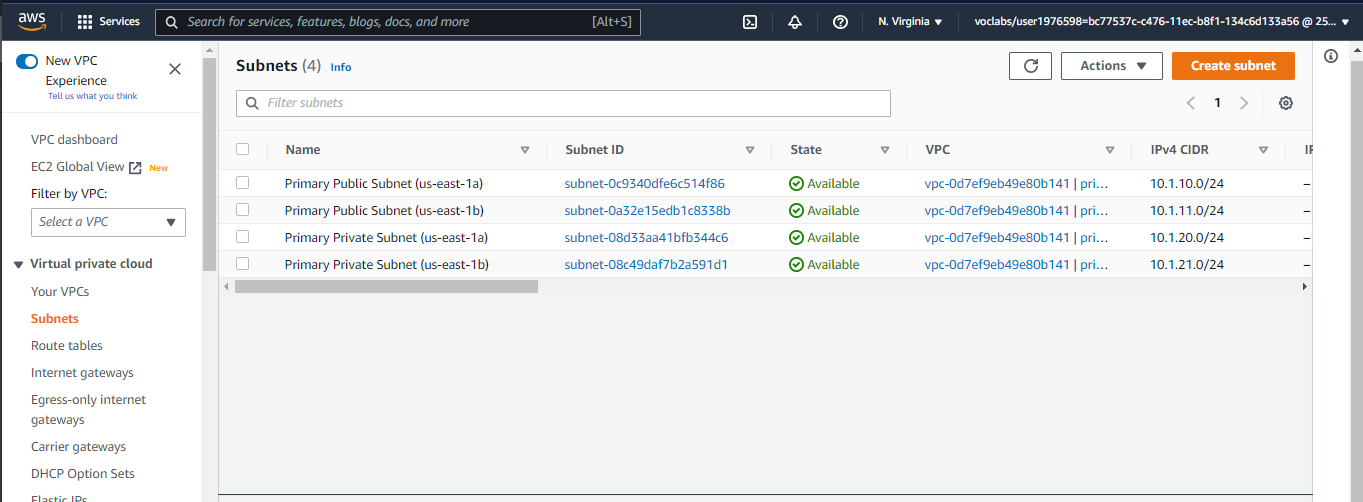 aws Services Search for services, features, blogs, docs, and more [Alt+S] N. Virginia voclabs/user1976598=bc77537c-c476-11ec-b8f1-134c6d133a56 @ 25...
New VPC
Experience
Tell us what you think
VPC dashboard
EC2 Global View New
Filter by VPC:
Select a VPC
Virtual private cloud
Your VPCs
Subnets
Route tables
Internet gateways
Egress-only internet
gateways
Carrier gateways
DHCP Option Sets
Elastic IPs
Subnets (4) Info Actions Create subnet
Filter subnets 1
Name Subnet ID State VPC IPv4 CIDR
Primary Public Subnet (us-east-1a) subnet-0c9340dfe6c514f86 Available vpc-0d7ef9eb49e80b141 | pri... 10.1.10.0/24 –
Primary Public Subnet (us-east-1b) subnet-0a32e15edb1c8338b Available vpc-0d7ef9eb49e80b141 | pri... 10.1.11.0/24 –
Primary Private Subnet (us-east-1a) subnet-08d33aa41bfb344c6 Available vpc-0d7ef9eb49e80b141 | pri... 10.1.20.0/24 –
Primary Private Subnet (us-east-1b) subnet-08c49daf7b2a591d1 Available vpc-0d7ef9eb49e80b141 | pri... 10.1.21.0/24 –